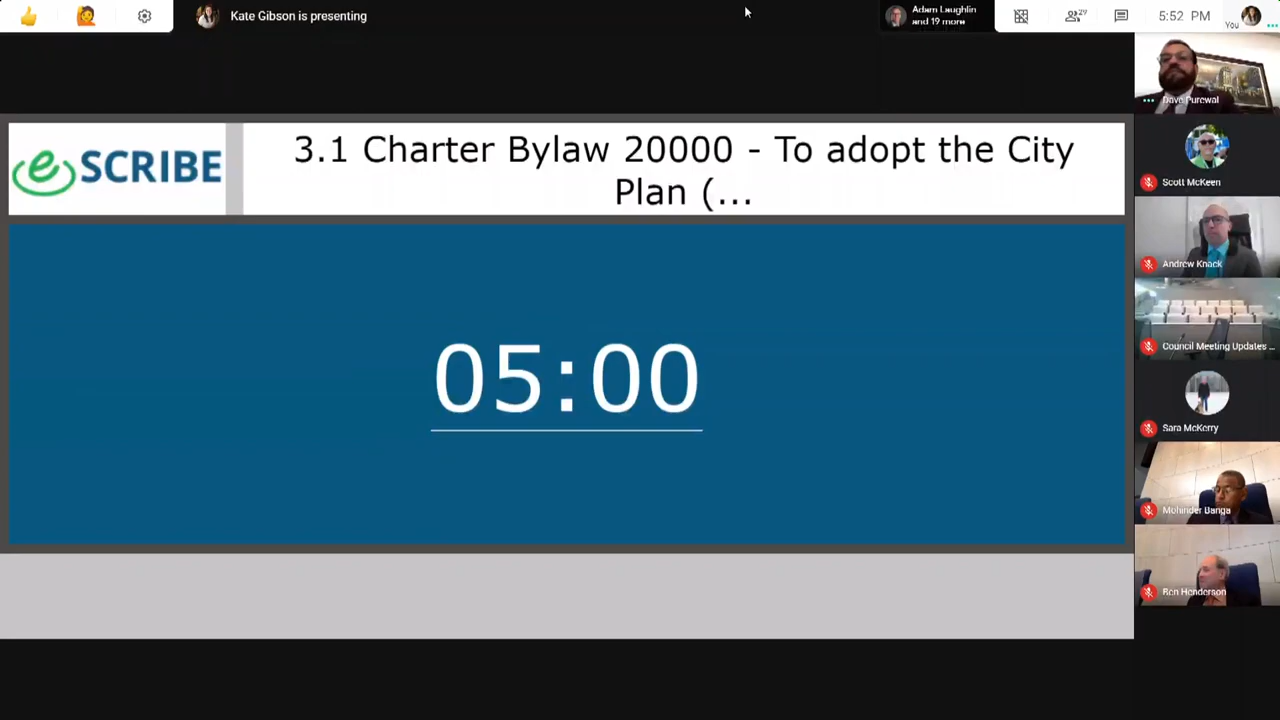 Kate Gibson is presenting
Adam Laughlin
and 19 more
29
5:52 PM
You
eSCRIBE
3.1 Charter Bylaw 20000 - To adopt the City
Plan (...
05:00
Dave Purewal
Scott McKeen
Andrew Knack
Council Meeting Updates ...
Sara McKerry
Mohinder Banga
Ben Henderson